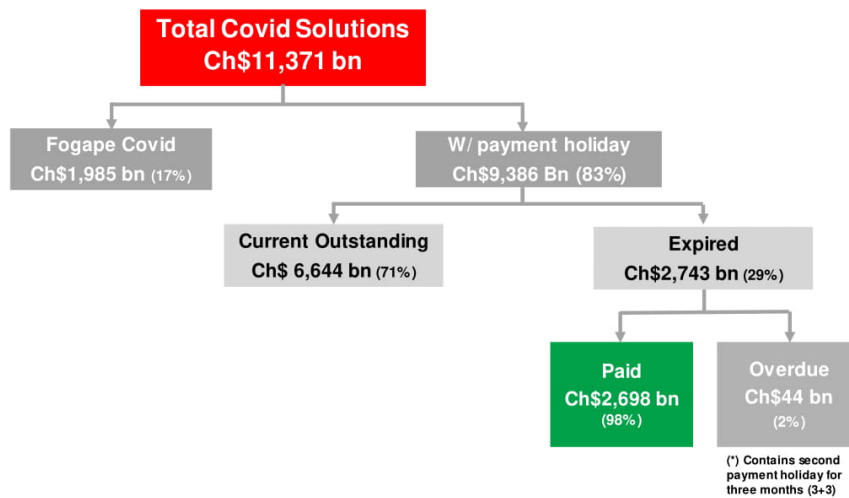 Total Covid Solutions
Ch$11,371 bn
Fogape Covid
Ch$1,985 bn (17%)
W/ payment holiday
Ch$9,386 Bn (83%)
Current Outstanding
Ch$ 6,644 bn (71%)
Expired
Ch$2,743 bn (29%)
Paid
Ch$2,698 bn
(98%)
Overdue
Ch$44 bn
(2%)
(*) Contains second
payment holiday for
three months (3+3)